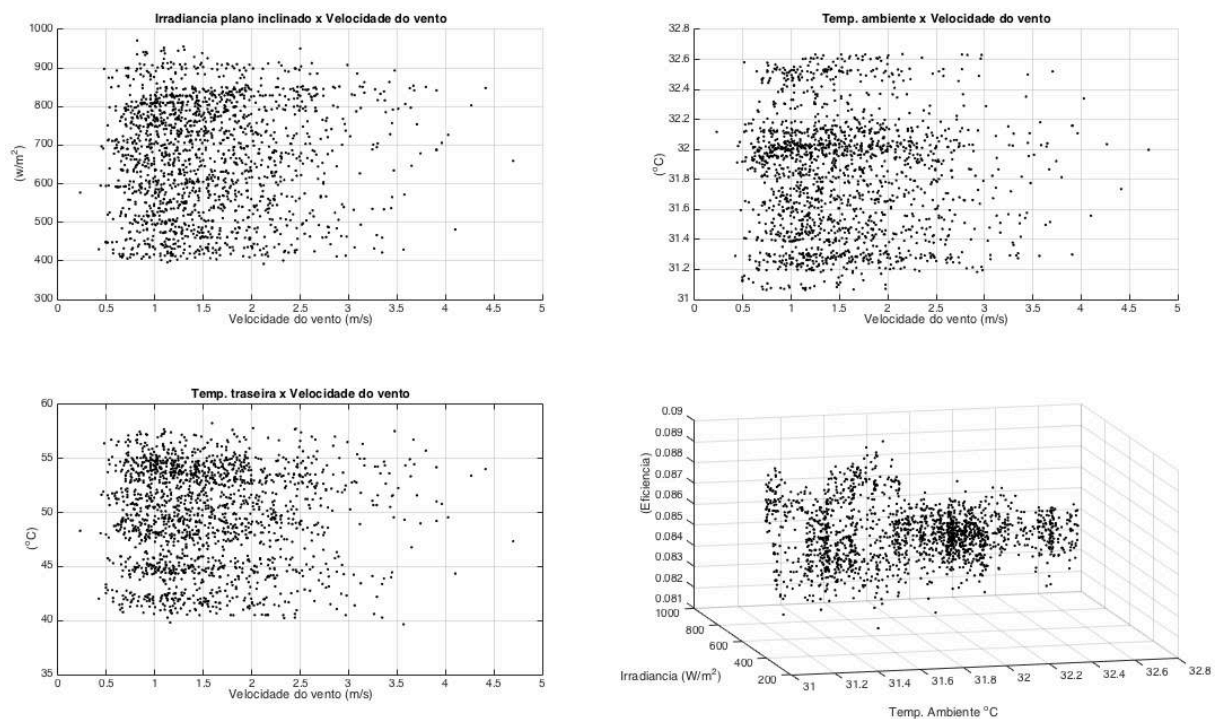 Irradiancia plano inclinado x Velocidade do vento
1000
900
800
700
600
500
400
300
(w/m²)
0 0.5 1 1.5 2 2.5 3 3.5 4 4.5 5
Velocidade do vento (m/s)
Temp. ambiente x Velocidade do vento
32.8
32.6
32.4
32.2
32
31.8
31.6
31.4
31.2
31
(°C)
0 0.5 1 1.5 2 2.5 3 3.5 4 4.5 5
Velocidade do vento (m/s)
Temp. traseira x Velocidade do vento
60
55
50
45
40
35
(°C)
0 0.5 1 1.5 2 2.5 3 3.5 4 4.5 5
Velocidade do vento (m/s)
0.09
0.089
0.088
0.087
0.086
0.085
0.084
0.083
0.082
0.081
(Eficiencia)
1000
800
600
400
200
Irradiancia (W/m²)
31 31.2 31.4 31.6 31.8 32 32.2 32.4 32.6 32.8
Temp. Ambiente °C